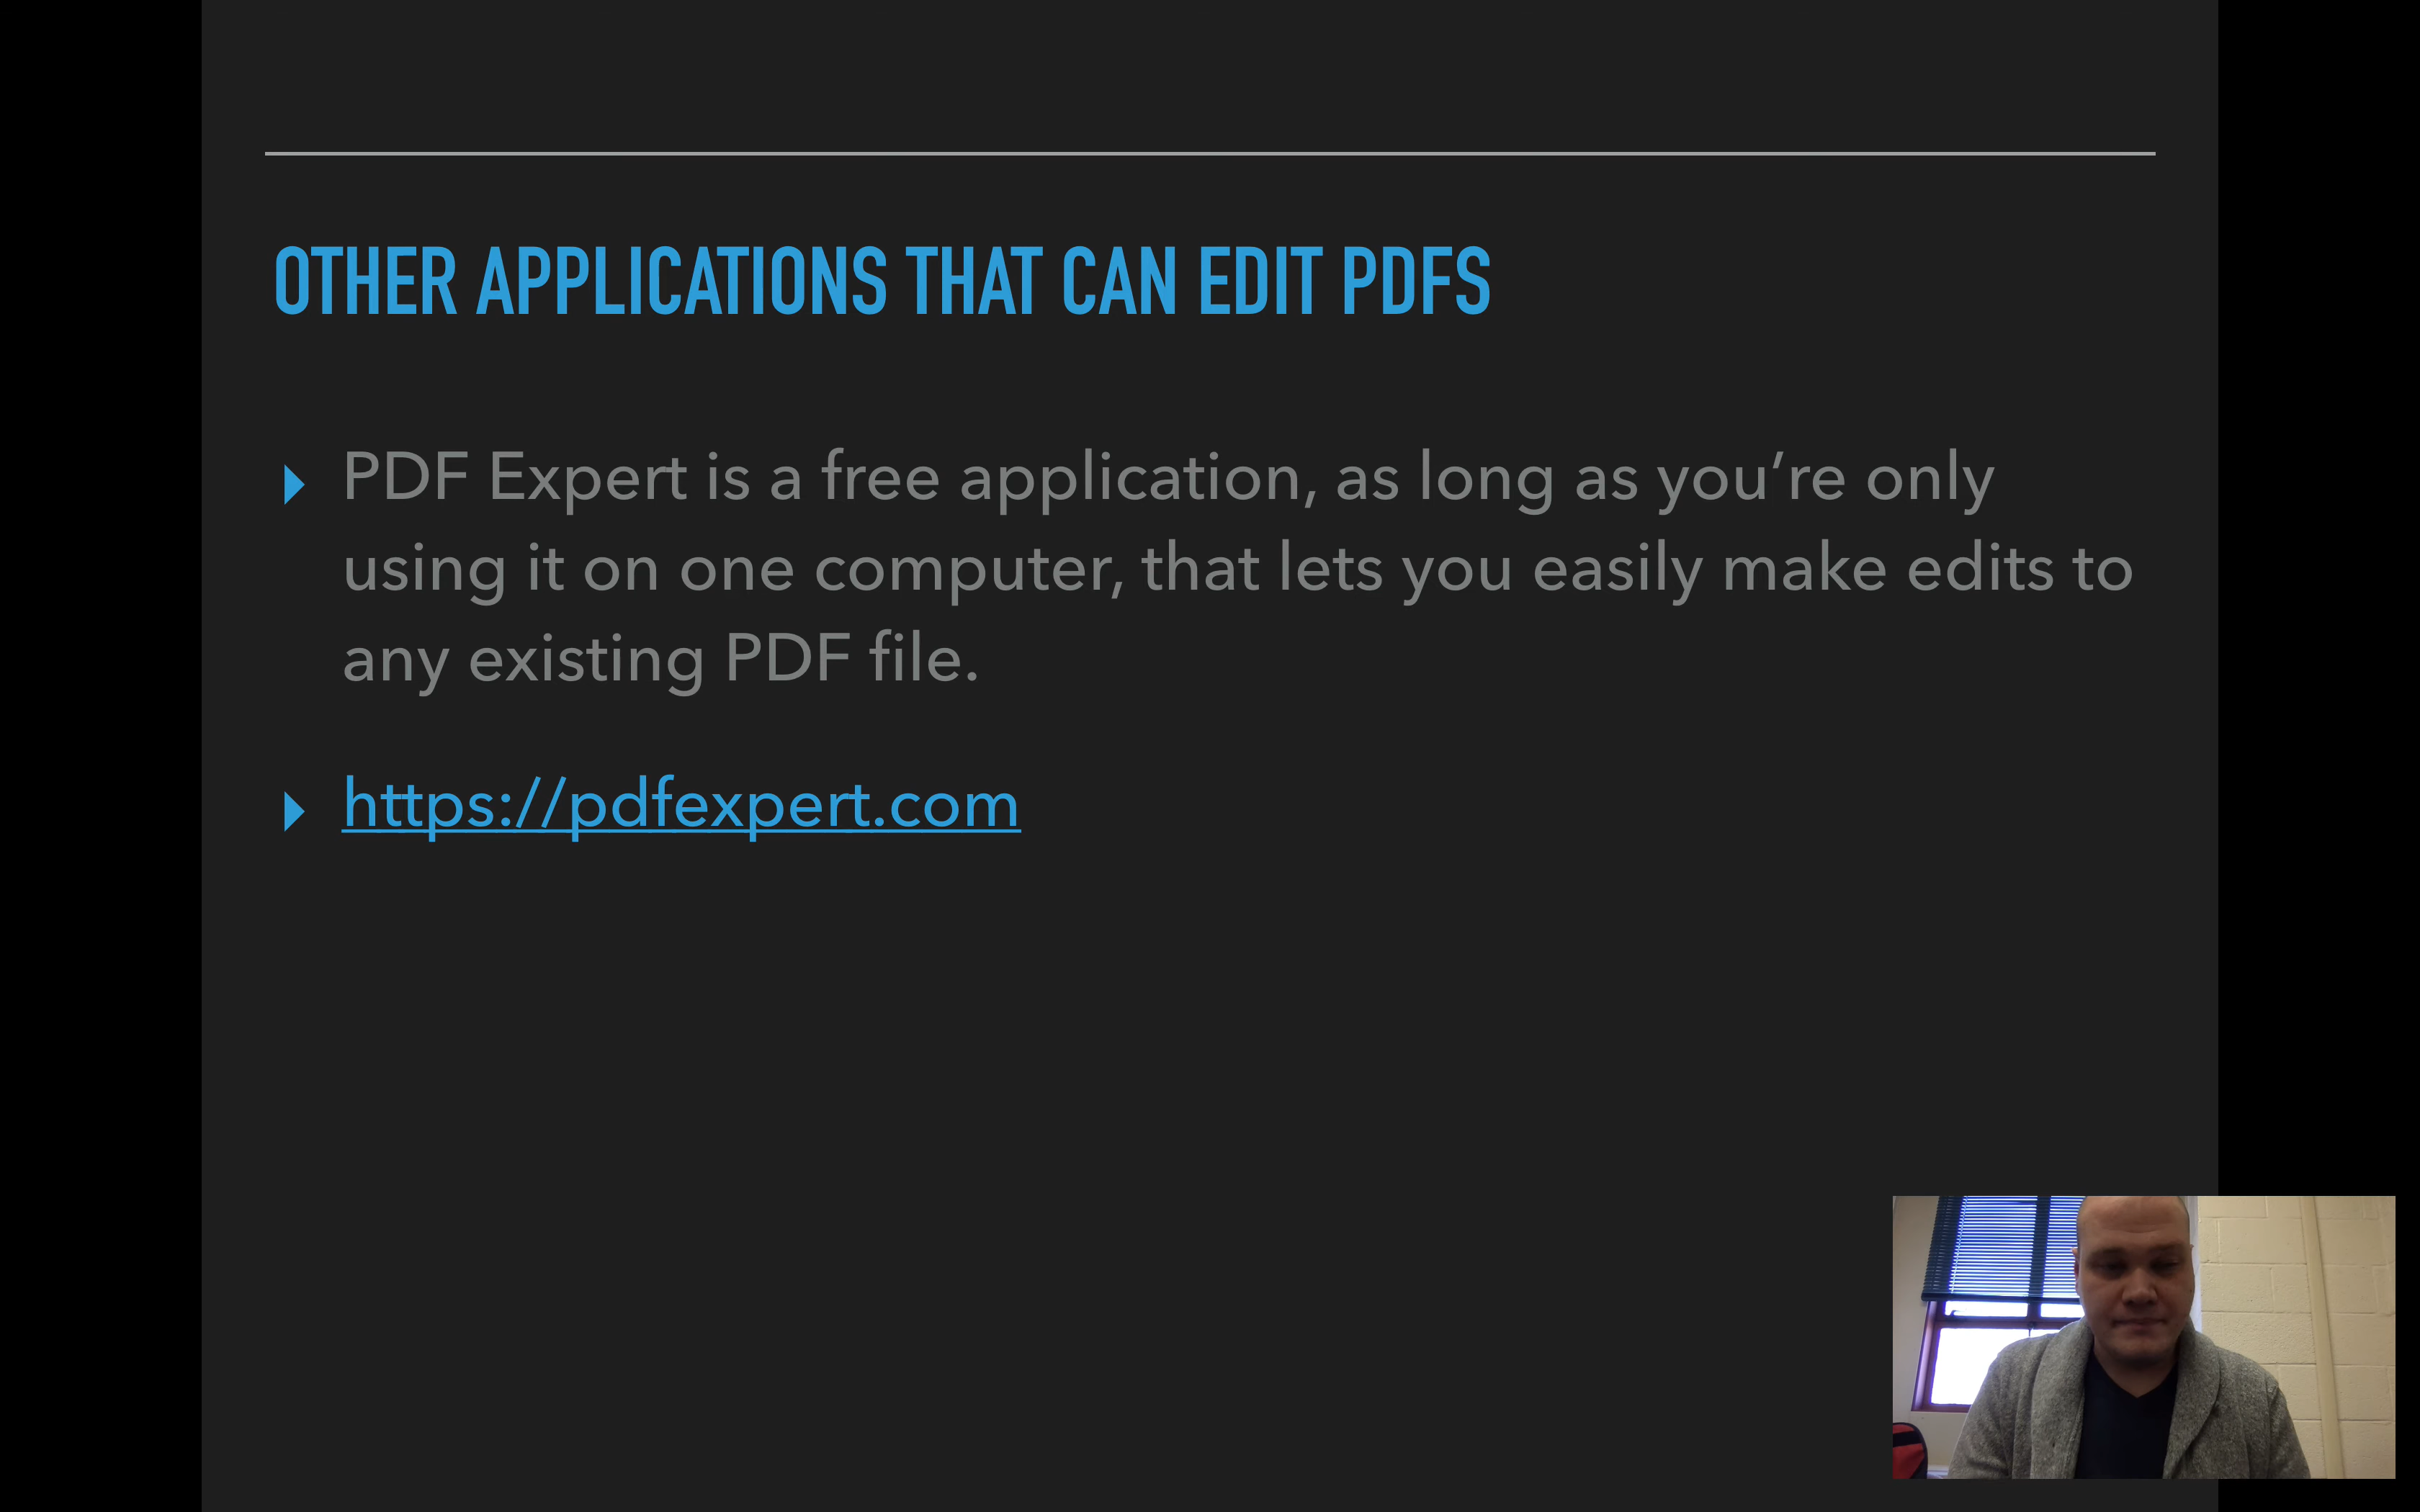 OTHER APPLICATIONS THAT CAN EDIT PDFS
PDF Expert is a free application, as long as you’re only
using it on one computer, that lets you easily make edits to
any existing PDF file.
https://pdfexpert.com